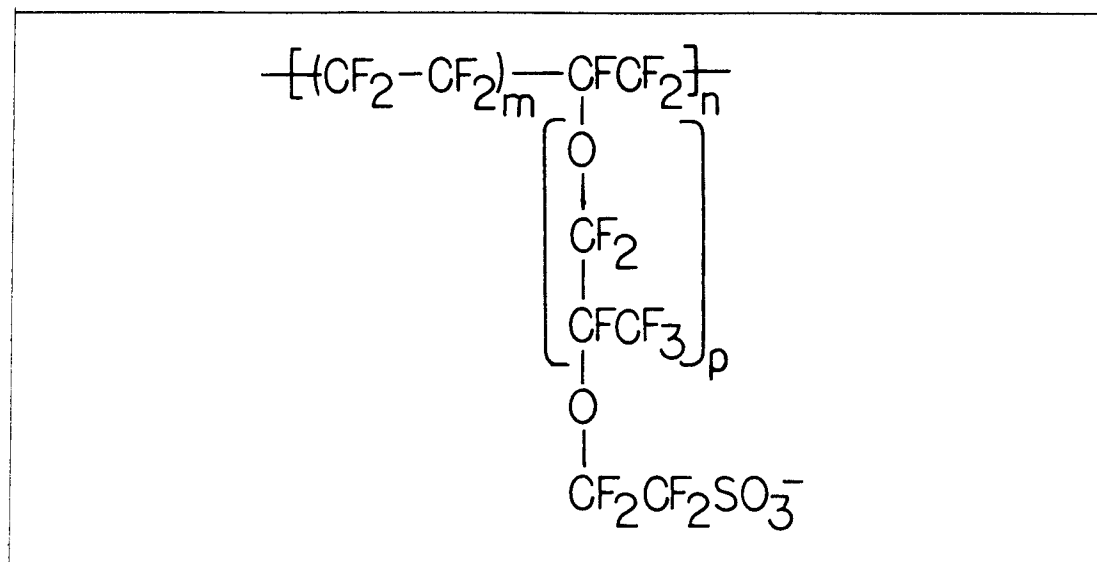 [(CF2-CF2)m-CFCF2]n
O
CF2
CFCF3
p
O
CF2CF2SO3-